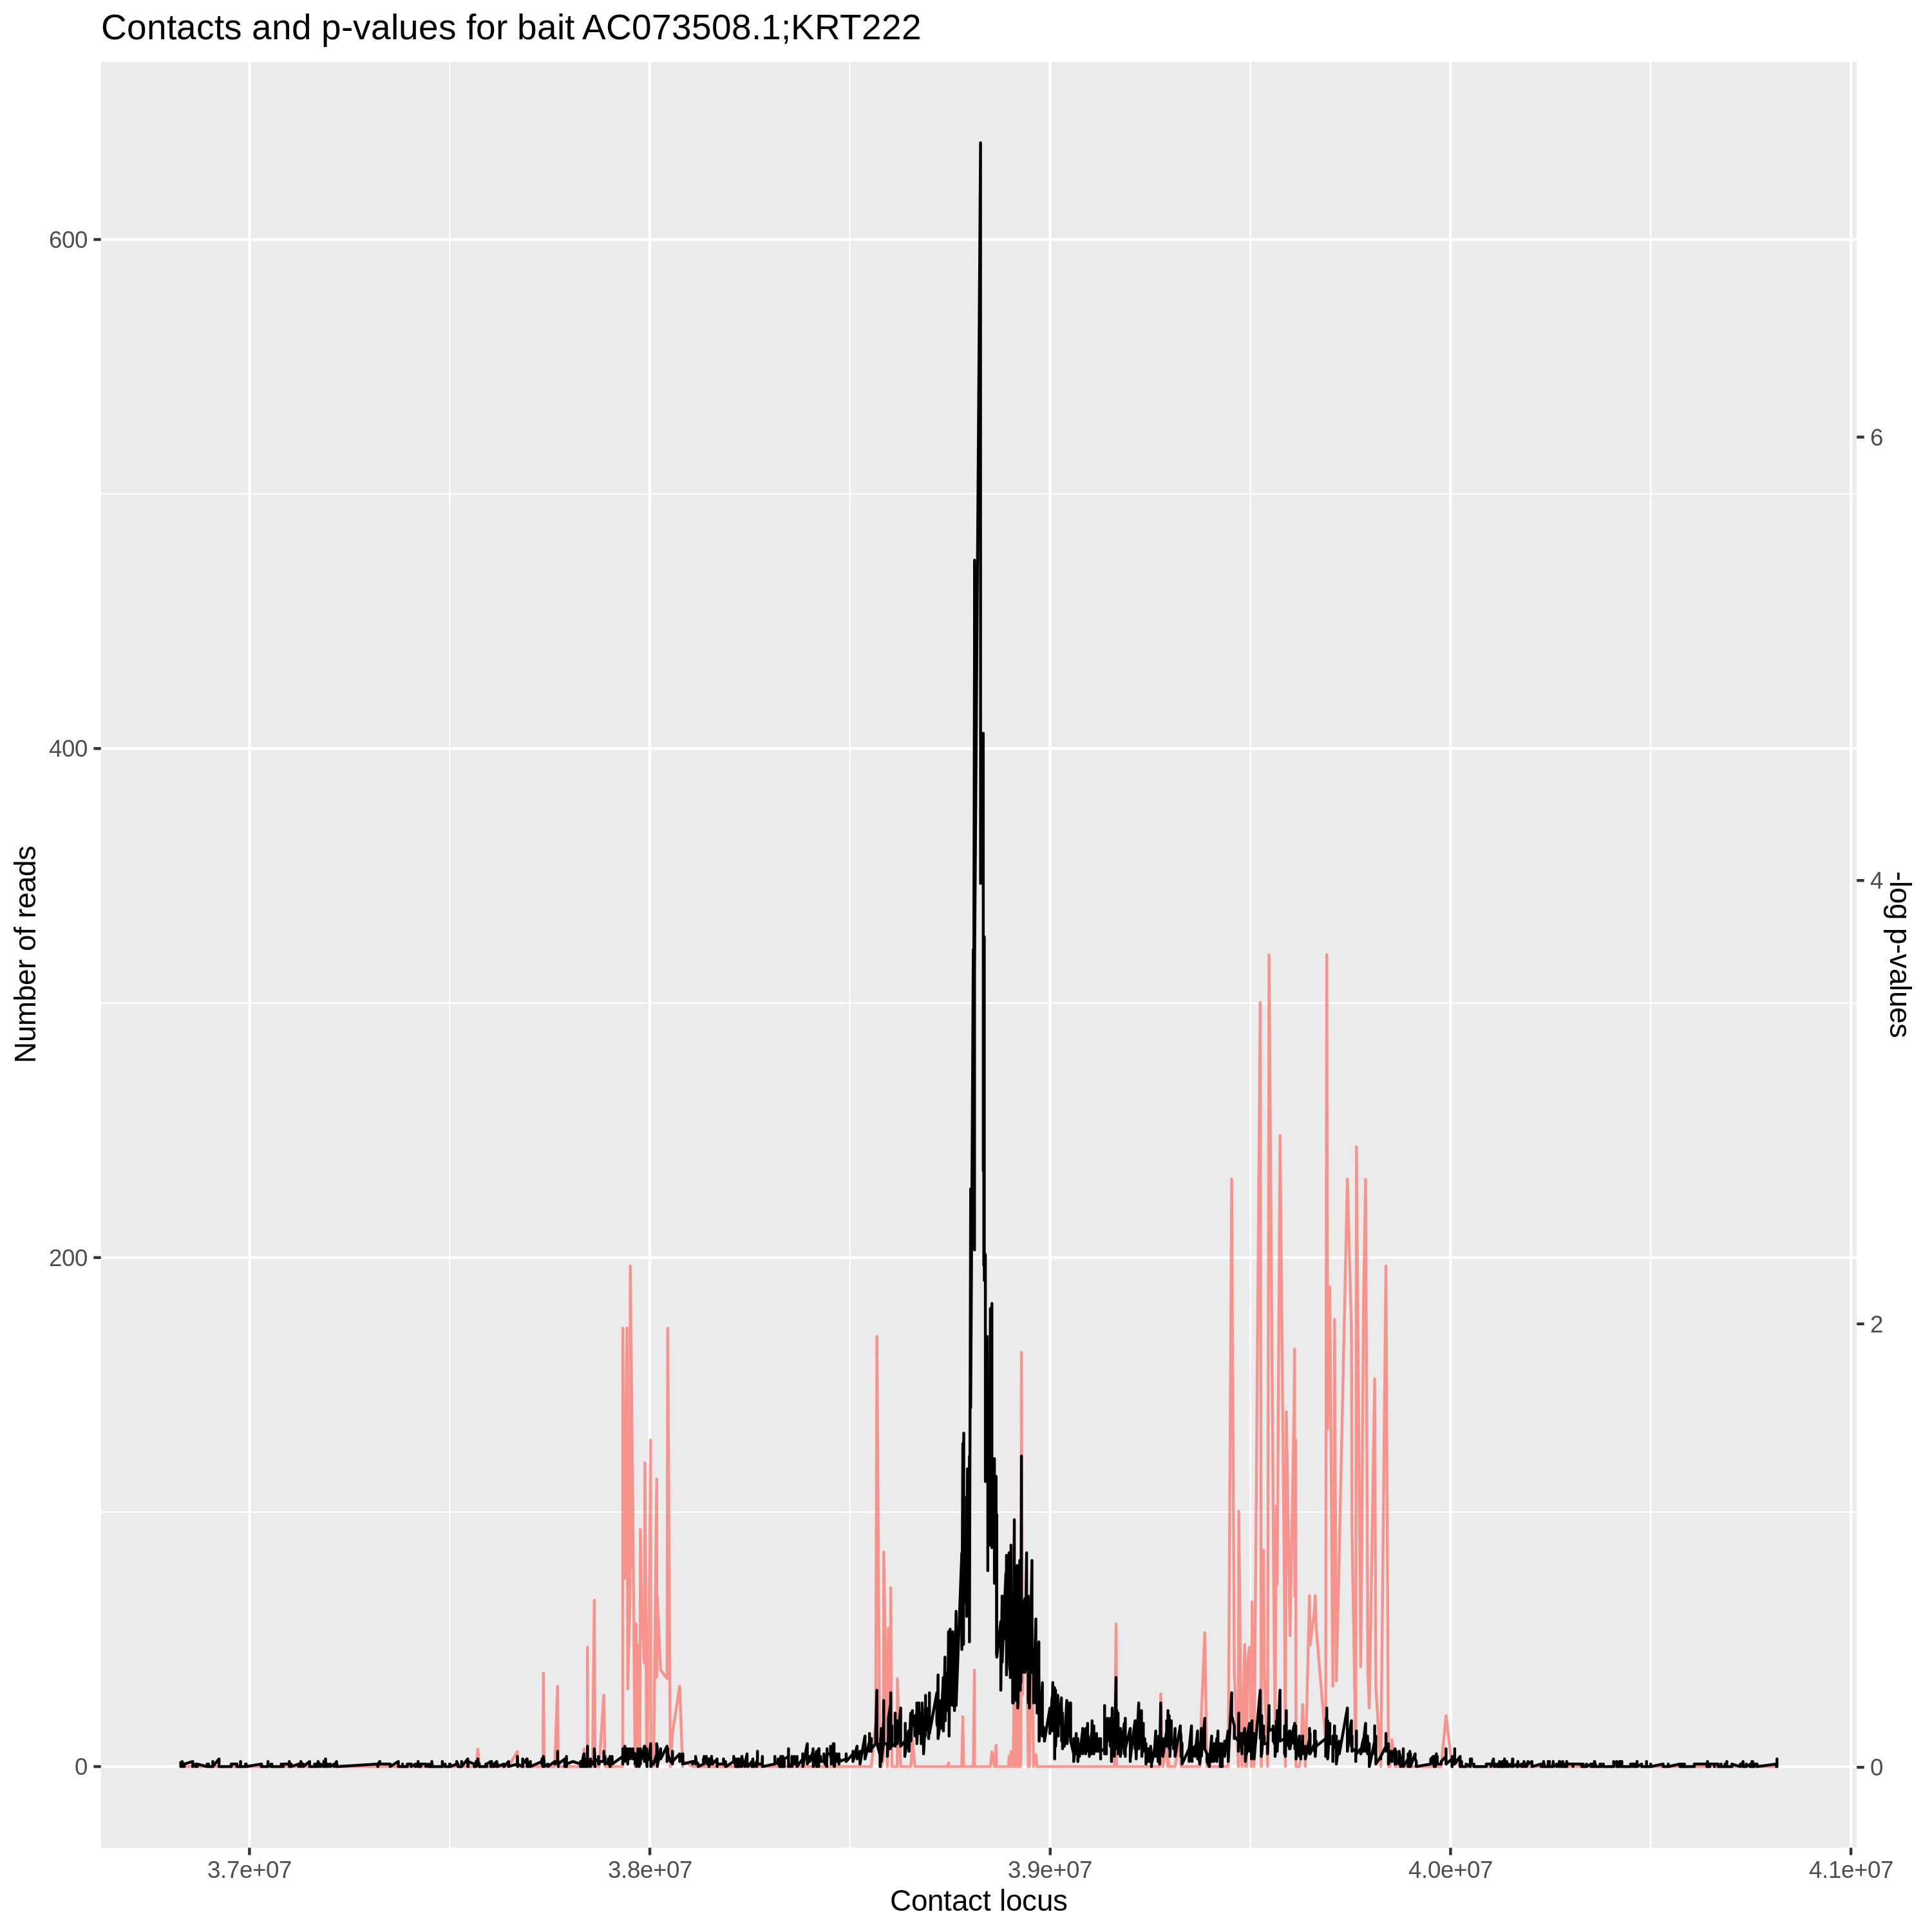 Contacts and p-values for bait AC073508.1;KRT222
600
400
200
0
Number of reads
6
4
2
0
-log p-values
3.7e+07 3.8e+07 3.9e+07 4.0e+07 4.1e+07
Contact locus